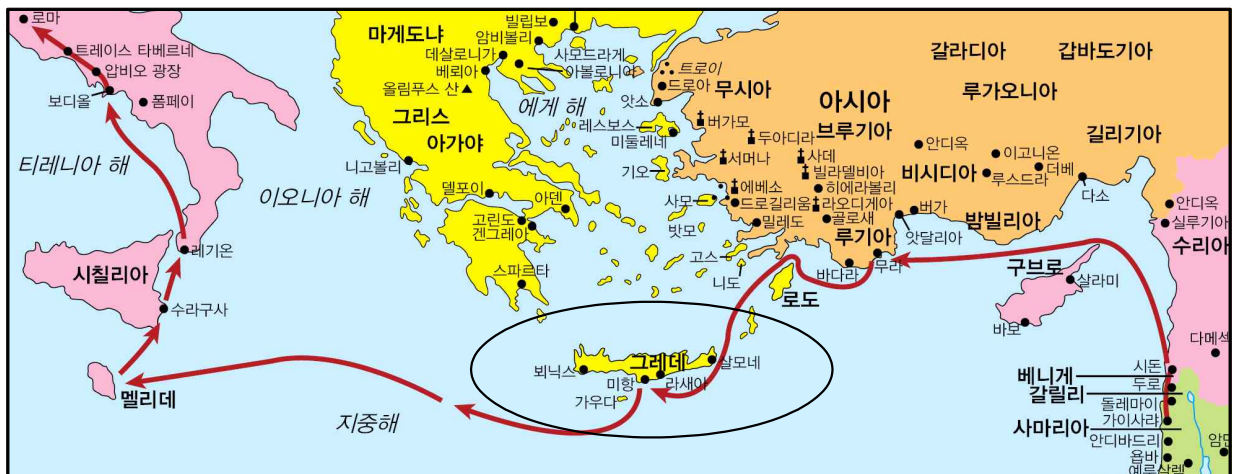 로마
트레이스 타베르네
압비오 광장
보디올
폼페이
티레니아 해
이오니아 해
레기온
시칠리아
수라구사
멜리데
지중해
마게도냐
빌립보
암비볼리
데살로니가
사모드라게
베뢰아
아볼로니아
올림푸스 산
에게 해
그리스
아가야
니고볼리
델포이
아덴
고린도
겐그레아
스파르타
트로이
드로아
앗소
무시아
레스보스
미둘레네
버가모
두아디라
서머나
사데
기오
빌라델비아
에베소
히에라볼리
사모
드로길리움
라오디게아
밧모
밀레도
골로새
고스
니도
루기아
바다라
무라
로도
아시아
브루기아
갈라디아
갑바도기아
루가오니아
길리기아
안디옥
이고니온
비시디아
루스드라
더베
다소
버가
앗달리아
밤빌리아
안디옥
실루기아
수리아
구브로
살라미
바보
다메섹
뵈닉스
그레데
살모네
미항
라새아
가우다
시돈
베니게
두로
갈릴리
돌레마이
가이사랴
사마리아
안디바드리
욥바